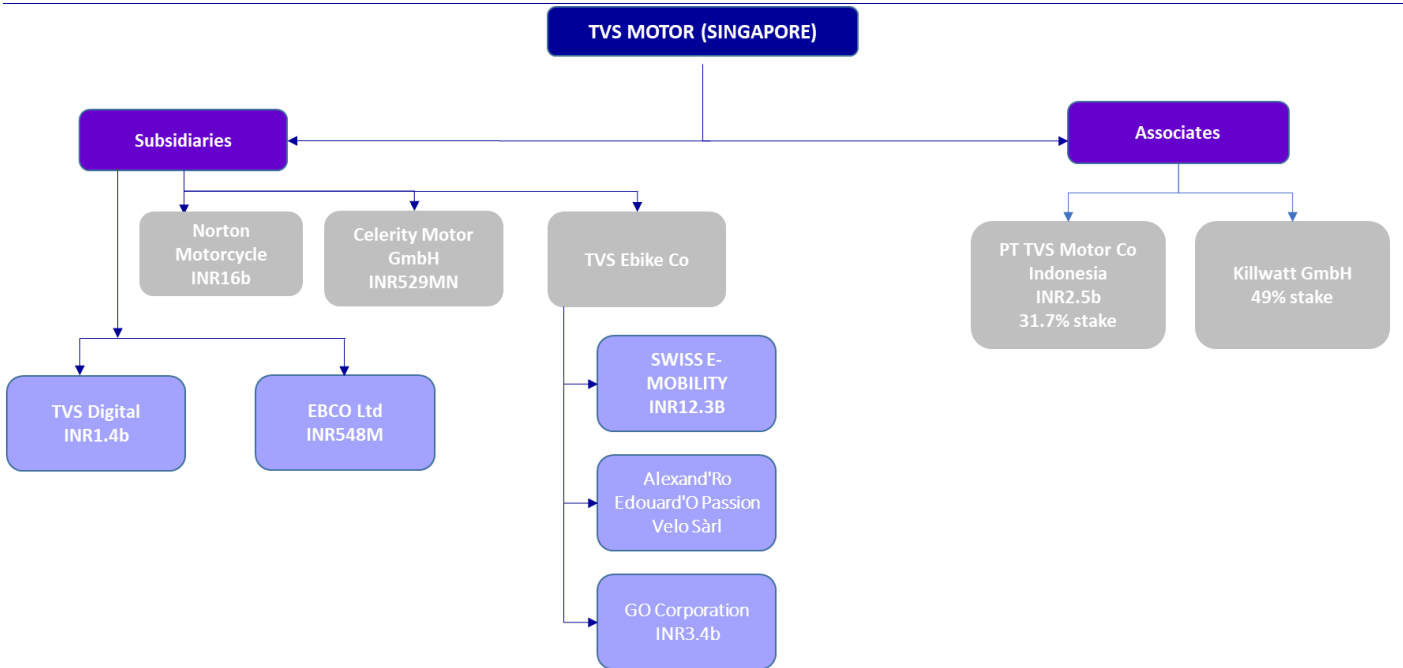 TVS MOTOR (SINGAPORE)
Subsidiaries
Associates
Norton
Motorcycle
INR16b
Celerity Motor
GmbH
INR529MN
TVS Ebike Co
PT TVS Motor Co
Indonesia
INR2.5b
31.7% stake
Killwatt GmbH
49% stake
TVS Digital
INR1.4b
EBCO Ltd
INR548M
SWISS E-
MOBILITY
INR12.3B
Alexand'Ro
Edouard'O Passion
Velo Sàrl
GO Corporation
INR3.4b